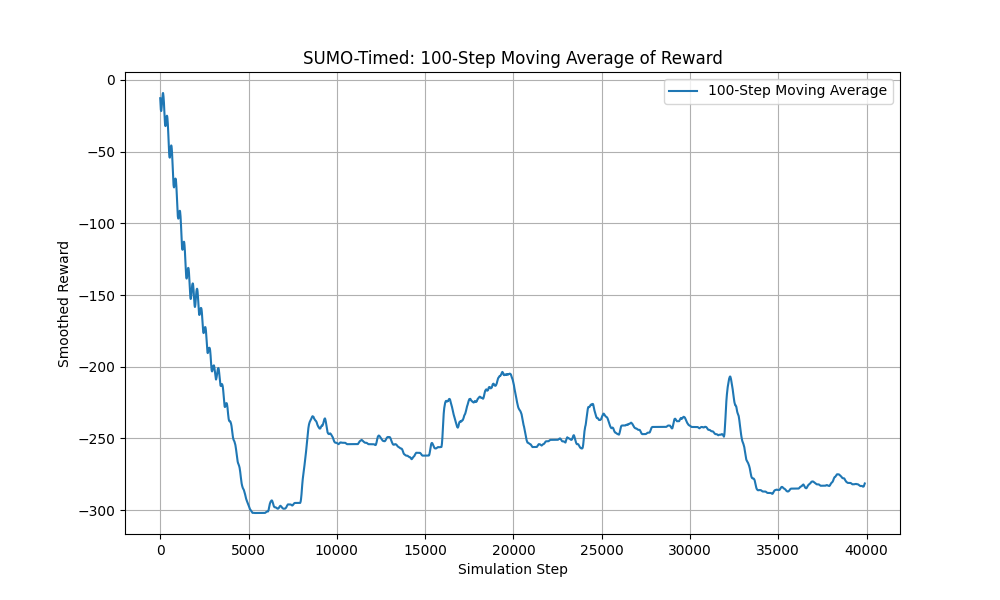 SUMO-Timed: 100-Step Moving Average of Reward
100-Step Moving Average
0
−50
−100
−150
−200
−250
−300
Smoothed Reward
0 5000 10000 15000 20000 25000 30000 35000 40000
Simulation Step